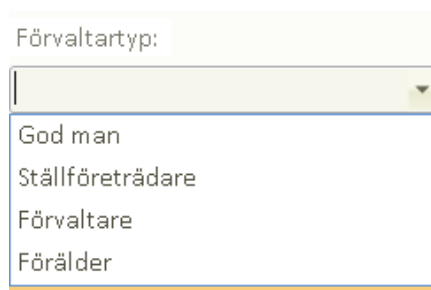 Förvaltartyp:
God man
Ställföreträdare
Förvaltare
Förälder